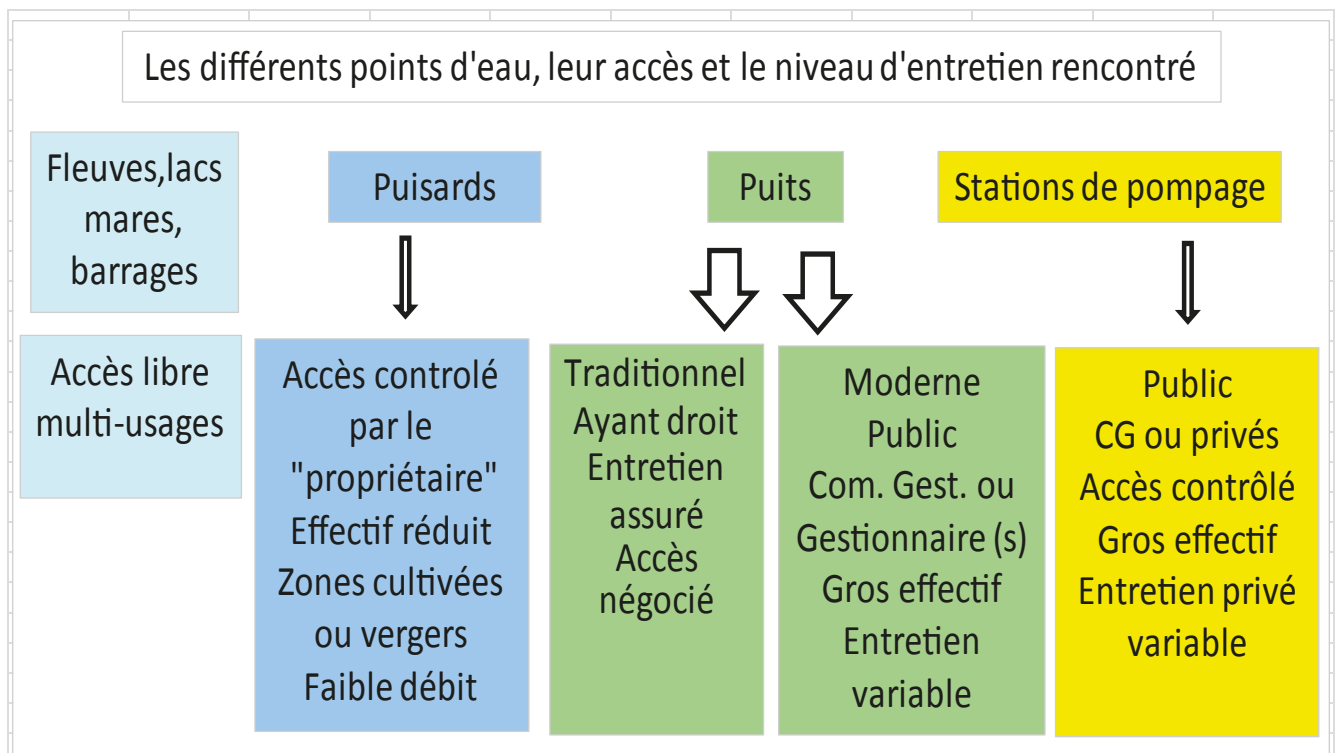 Les différents points d'eau, leur accès et le niveau d'entretien rencontré
Fleuves,lacs
mares,
barrages
Puisards
Puits
Stations de pompage
Accès libre
multi-usages
Accès controlé
par le
"propriétaire"
Effectif réduit
Zones cultivées
ou vergers
Faible débit
Traditionnel
Ayant droit
Entretien
assuré
Accès
négocié
Moderne
Public
Com. Gest. ou
Gestionnaire (s)
Gros effectif
Entretien
variable
Public
CG ou privés
Accès contrôlé
Gros effectif
Entretien privé
variable